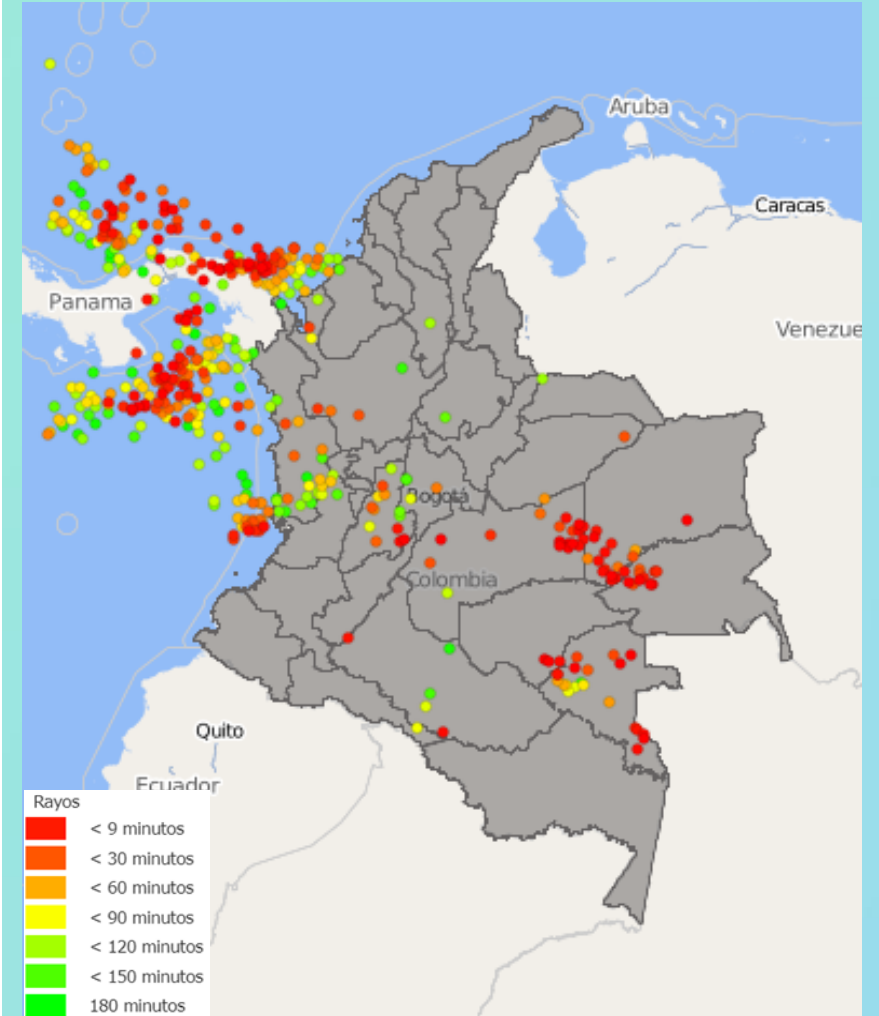 Aruba
Caracas
Panama
Venezue
Bogotá
Colombia
Quito
Ecuador
Rayos
< 9 minutos
< 30 minutos
< 60 minutos
< 90 minutos
< 120 minutos
< 150 minutos
180 minutos